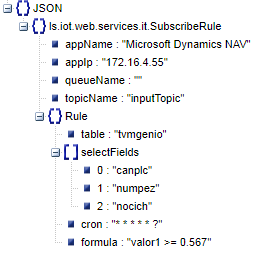 JSON
ls.iot.web.services.it.SubscribeRule
appName : "Microsoft Dynamics NAV"
appIp : "172.16.4.55"
queueName : ""
topicName : "inputTopic"
Rule
table : "tvmgenio"
selectFields
0 : "canplc"
1 : "numpez"
2 : "nocich"
cron : "* * * * * ?"
formula : "valor1 >= 0.567"